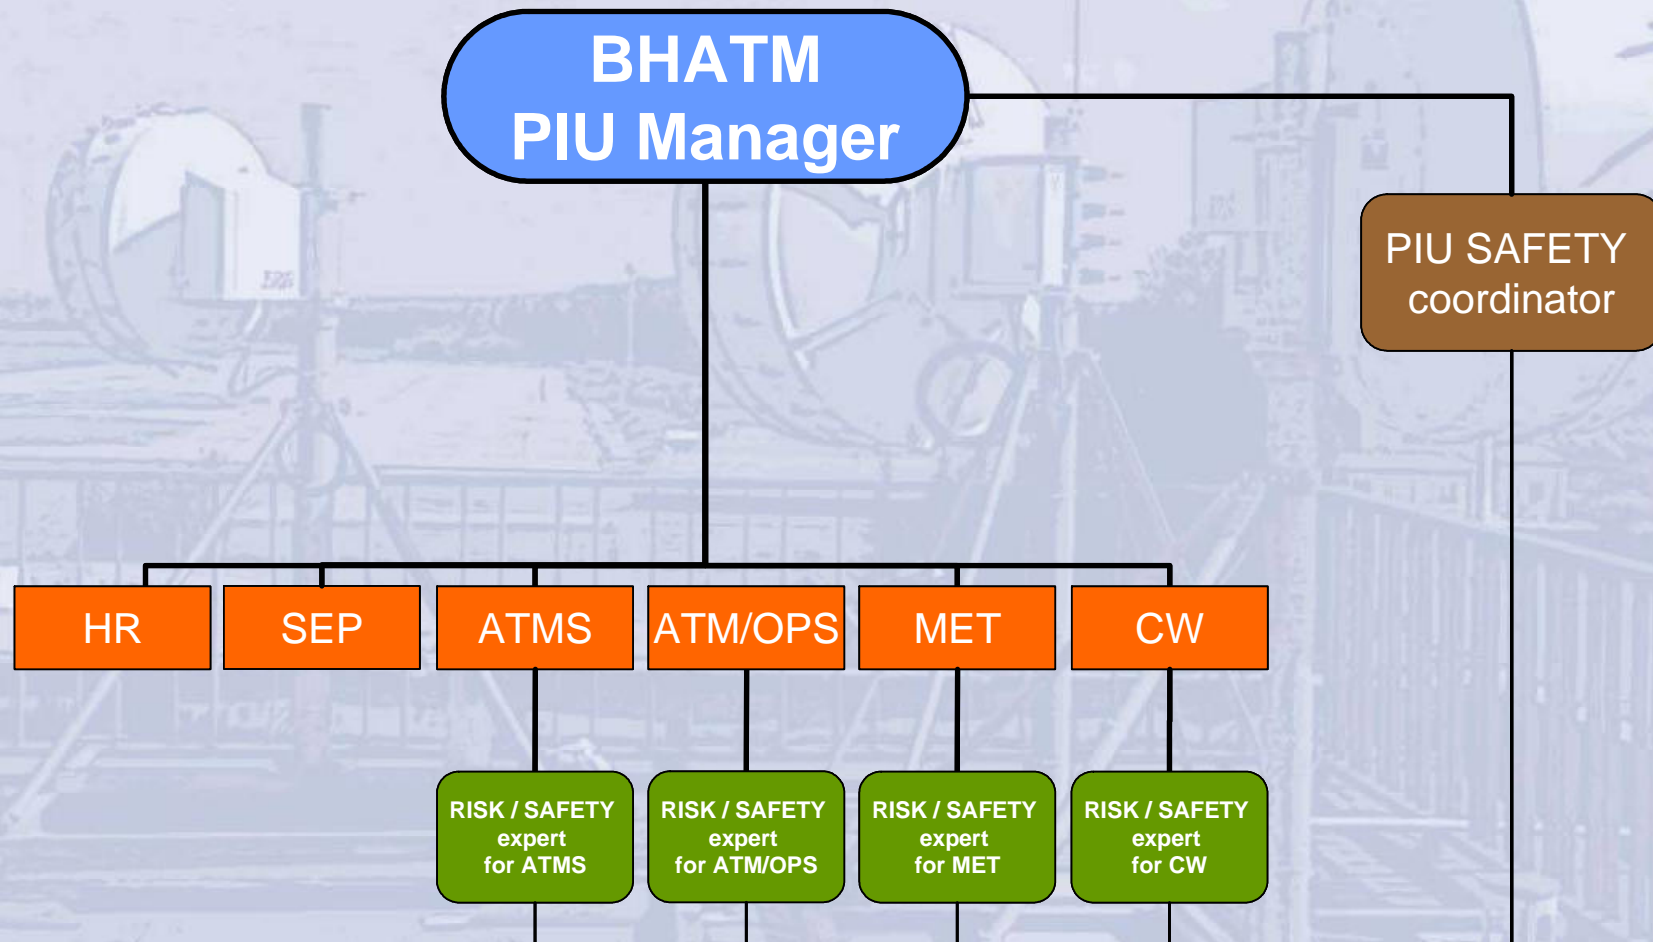 BHATM
PIU Manager
PIU SAFETY
coordinator
HR
SEP
ATMS
ATM/OPS
MET
CW
RISK / SAFETY
expert
for ATMS
RISK / SAFETY
expert
for ATM/OPS
RISK / SAFETY
expert
for MET
RISK / SAFETY
expert
for CW